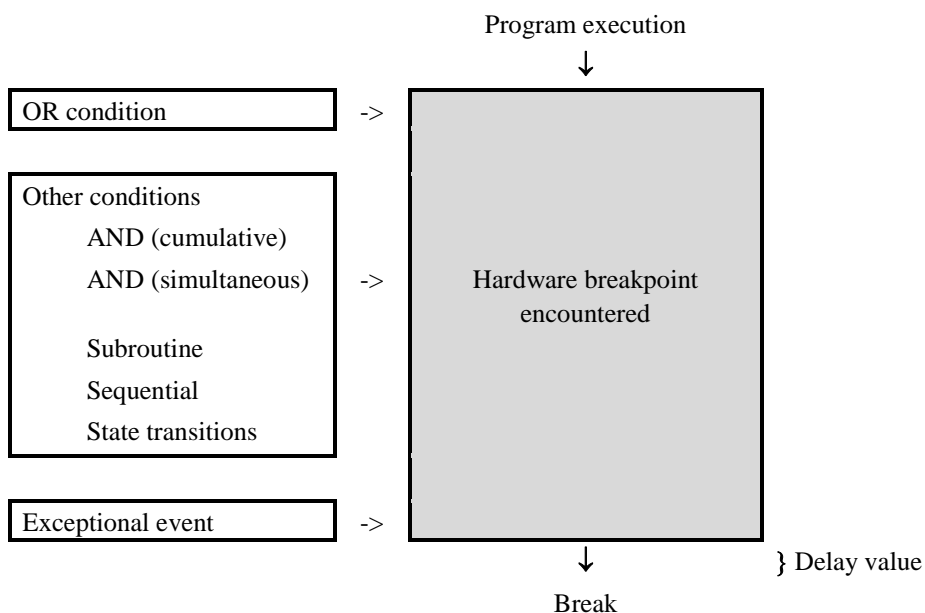 Program execution
↓
OR condition ->
Other conditions
AND (cumulative)
AND (simultaneous) ->
Hardware breakpoint
encountered
Subroutine
Sequential
State transitions
Exceptional event ->
↓
} Delay value
Break